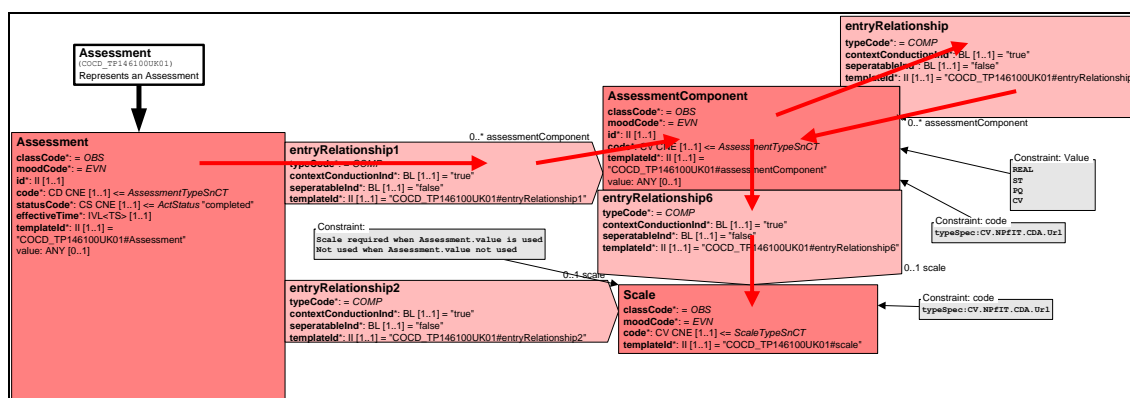 Assessment
(COCD_TP146100UK01)
Represents an Assessment
entryRelationship
typeCode*: = COMP
contextConductionInd*: BL [1..1] = "true"
seperatableInd*: BL [1..1] = "false"
templateId*: II [1..1] = "COCD_TP146100UK01#entryRelationship
AssessmentComponent
classCode*: = OBS
moodCode*: = EVN
id*: II [1..1]
code*: CV CNE [1..1] <= AssessmentTypeSnCT
templateId*: II [1..1] =
"COCD_TP146100UK01#assessmentComponent"
value: ANY [0..1]
0..* assessmentComponent
0..* assessmentComponent
Assessment
classCode*: = OBS
moodCode*: = EVN
id*: II [1..1]
code*: CD CNE [1..1] <= AssessmentTypeSnCT
statusCode*: CS CNE [1..1] <= ActStatus "completed"
effectiveTime*: IVL<TS> [1..1]
templateId*: II [1..1] =
"COCD_TP146100UK01#Assessment"
value: ANY [0..1]
entryRelationship1
typeCode*: = COMP
contextConductionInd*: BL [1..1] = "true"
seperatableInd*: BL [1..1] = "false"
templateId*: II [1..1] = "COCD_TP146100UK01#entryRelationship1"
Constraint: Value
REAL
ST
PQ
CV
entryRelationship6
typeCode*: = COMP
contextConductionInd*: BL [1..1] = "true"
seperatableInd*: BL [1..1] = "false"
templateId*: II [1..1] = "COCD_TP146100UK01#entryRelationship6"
Constraint: code
typeSpec:CV.NPfIT.CDA.Url
Constraint:
Scale required when Assessment.value is used
Not used when Assessment.value not used
0..1 scale
0..1 scale
entryRelationship2
typeCode*: = COMP
contextConductionInd*: BL [1..1] = "true"
seperatableInd*: BL [1..1] = "false"
templateId*: II [1..1] = "COCD_TP146100UK01#entryRelationship2"
Scale
classCode*: = OBS
moodCode*: = EVN
code*: CV CNE [1..1] <= ScaleTypeSnCT
templateId*: II [1..1] = "COCD_TP146100UK01#scale"
Constraint: code
typeSpec:CV.NPfIT.CDA.Url